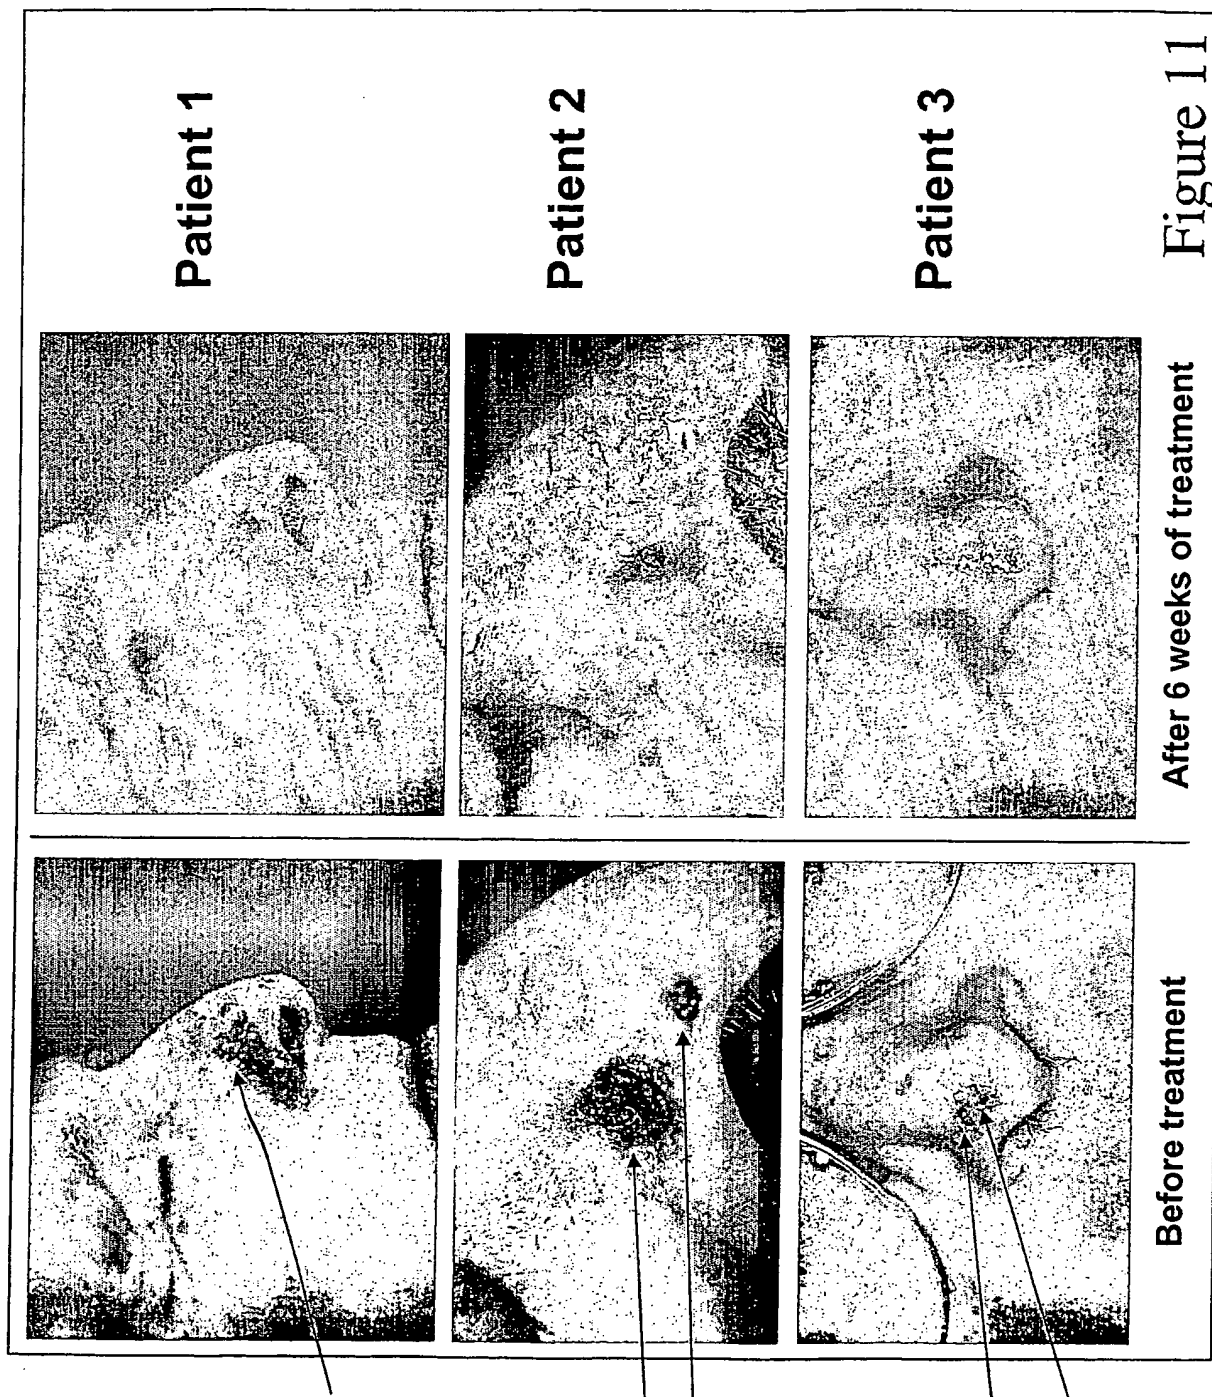 Patient 1
Patient 2
Patient 3
Before treatment
After 6 weeks of treatment
Figure 11